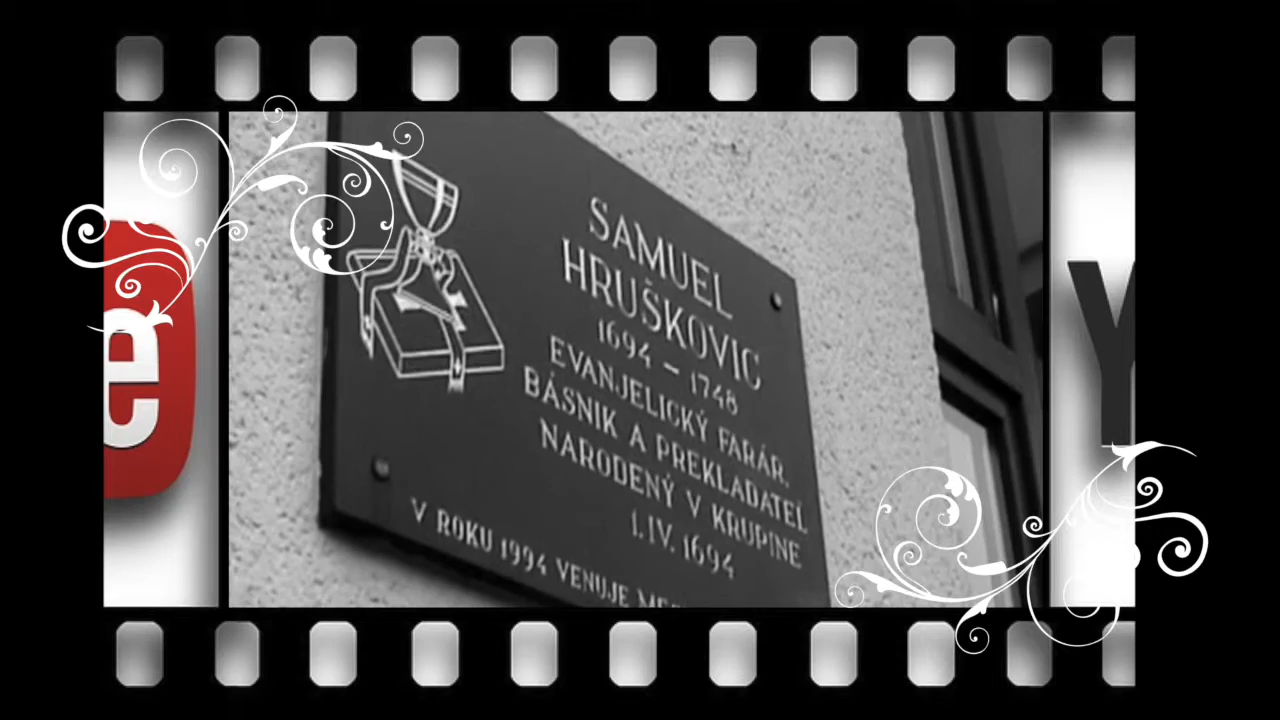 SAMUEL
HRUŠKOVIC
1694 – 1748
EVANJELICKÝ FARÁR,
BÁSNIK A PREKLADATEĽ
NARODENÝ V KRUPINE
1. IV. 1694
V ROKU 1994 VENUJE
e
Y